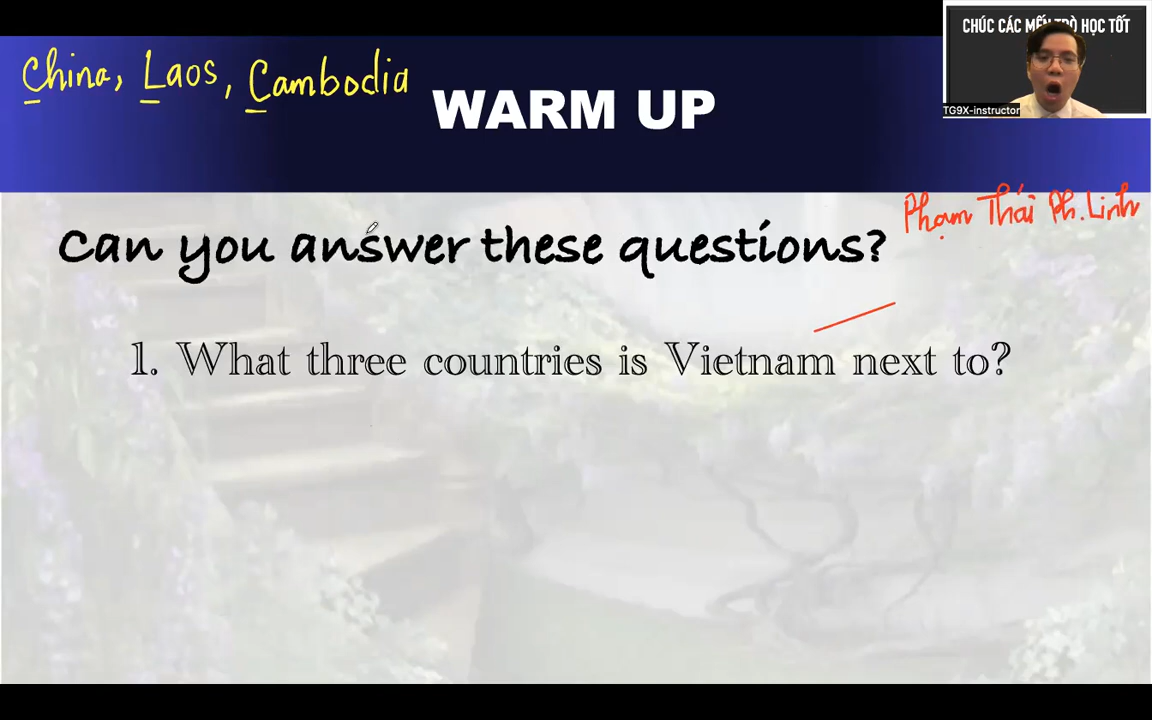 CHÚC CÁC MẾN TRÒ HỌC TỐT
China, Laos, Cambodia
WARM UP
TG9X-instructor
Phạm Thái Ph. Linh
Can you answer these questions?
1. What three countries is Vietnam next to?